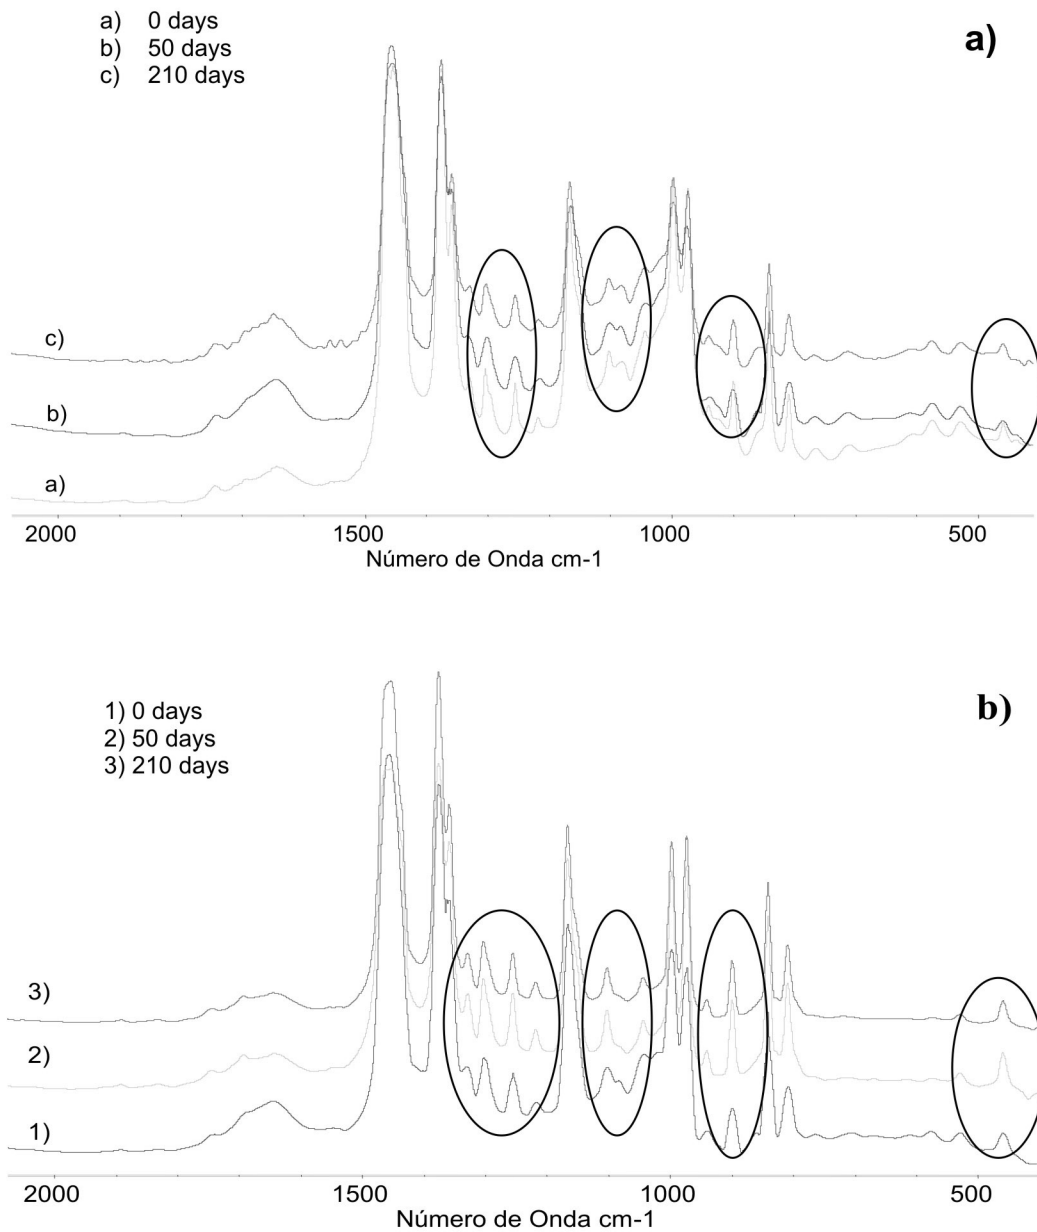 a) 0 days
b) 50 days
c) 210 days
a)
c)
b)
a)
2000 1500 1000 500
Número de Onda cm-1
1) 0 days
2) 50 days
3) 210 days
b)
3)
2)
1)
2000 1500 1000 500
Número de Onda cm-1